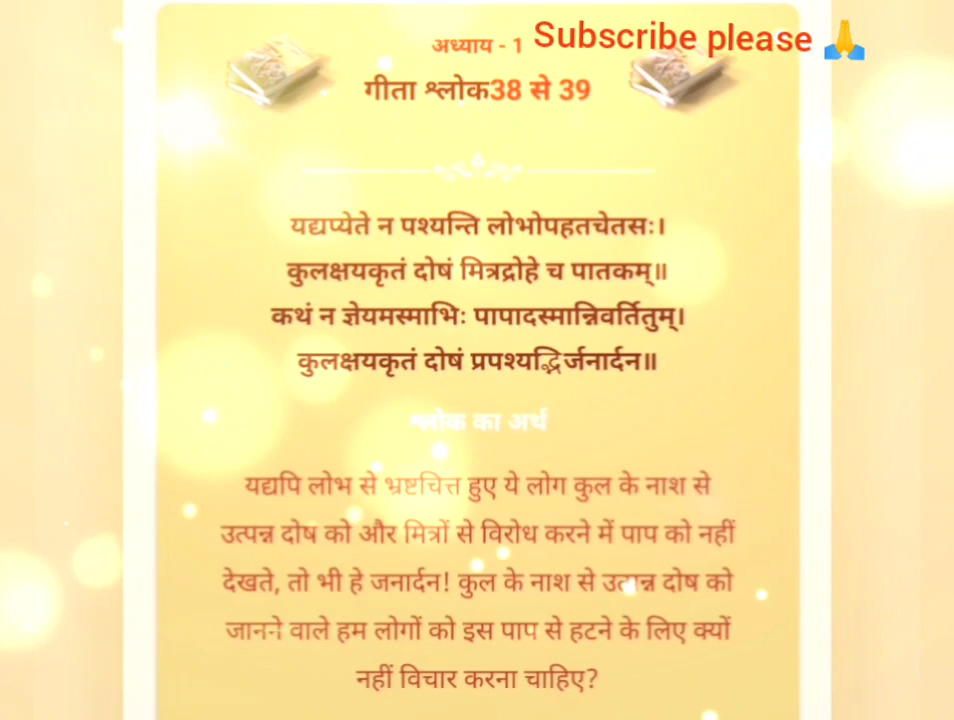 अध्याय - 1 Subscribe please 🙏
गीता श्लोक38 से 39
यद्यप्येते न पश्यन्ति लोभोपहतचेतसः।
कुलक्षयकृतं दोषं मित्रद्रोहे च पातकम्॥
कथं न ज्ञेयमस्माभिः पापादस्मान्निवर्तितुम्।
कुलक्षयकृतं दोषं प्रपश्यद्भिर्जनार्दन॥
श्लोक का अर्थ
यद्यपि लोभ से भ्रष्टचित्त हुए ये लोग कुल के नाश से
उत्पन्न दोष को और मित्रों से विरोध करने में पाप को नहीं
देखते, तो भी हे जनार्दन! कुल के नाश से उत्पन्न दोष को
जानने वाले हम लोगों को इस पाप से हटने के लिए क्यों
नहीं विचार करना चाहिए?